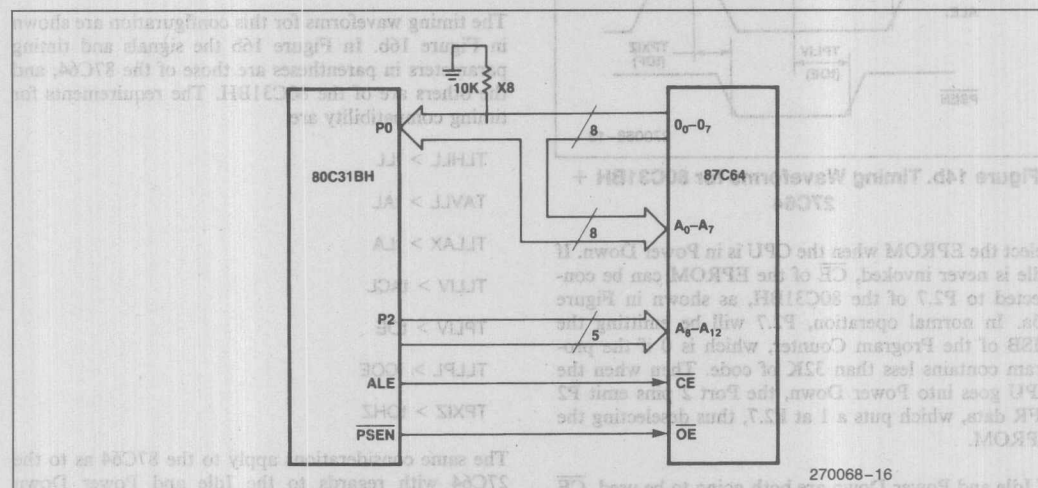 The timing waveforms for this configuration are shown
in Figure 16b. In Figure 16b the signals and timing
parameters in parentheses are those of the 87C64, and
the others are of the 80C31BH. The requirements for
timing compatibility are
TLHLL > tLL
TAVLL > tAL
TLLAX > tLA
TLLIV > tACL
TPLIV > tOE
TLLPL > tCOE
TPXIZ > tOHZ
The same considerations apply to the 87C64 as to the
27C64 with regards to the Idle and Power Down
ALE
TPXIZ
(tDF)
TPLIV
(tOE)
PSEN
Figure 14b. Timing Waveforms for 80C31BH +
27C64
select the EPROM when the CPU is in Power Down. If
Idle is never invoked, CE of the EPROM can be con-
nected to P2.7 of the 80C31BH, as shown in Figure
In normal operation, P2.7 will be emitting the
MSB of the Program Counter, which is 0 if the pro-
gram contains less than 32K of code. Then when the
CPU goes into Power Down, the Port 2 pins emit P2
SFR data, which puts a 1 at P2.7, thus deselecting the
EPROM.
If Idle and Power Down are both going to be used, CE
10K X8
P0
8
O0–O7
80C31BH
87C64
8
A0–A7
P2
5
A8–A12
ALE
CE
PSEN
OE
270068–16